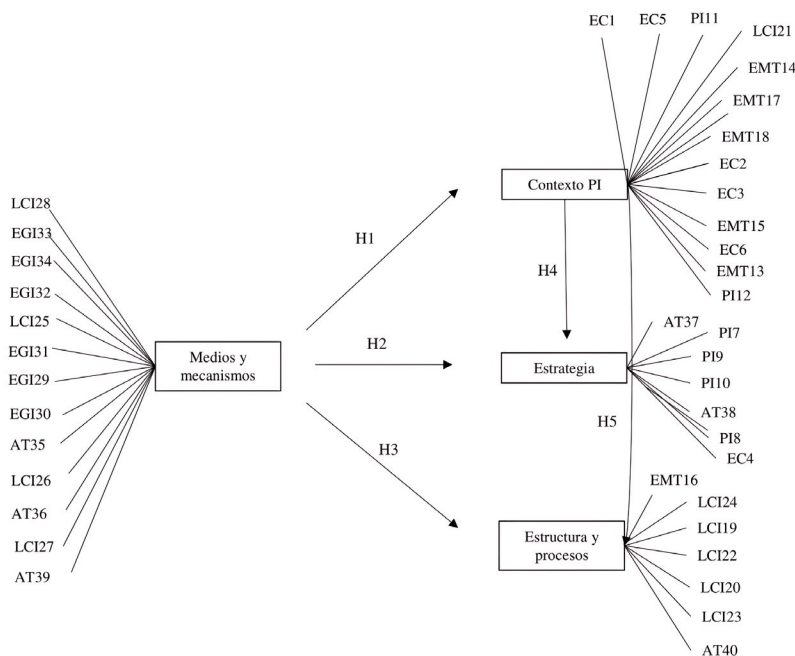 EC1
EC5
PI11
LCI21
EMT14
EMT17
EMT18
EC2
EC3
EMT15
EC6
EMT13
PI12
Contexto PI
LCI28
EGI33
EGI34
EGI32
LCI25
EGI31
EGI29
EGI30
AT35
LCI26
AT36
LCI27
AT39
Medios y
mecanismos
H1
H2
H3
H4
H5
Estrategia
AT37
PI7
PI9
PI10
AT38
PI8
EC4
Estructura y
procesos
EMT16
LCI24
LCI19
LCI22
LCI20
LCI23
AT40